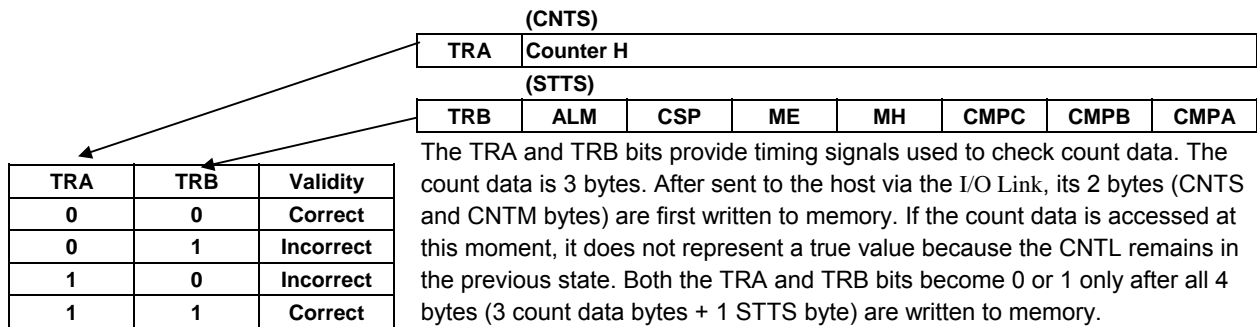 (CNTS)
TRA Counter H
(STTS)
TRB ALM CSP ME MH CMPC CMPB CMPA
TRA TRB Validity
0 0 Correct
0 1 Incorrect
1 0 Incorrect
1 1 Correct
The TRA and TRB bits provide timing signals used to check count data. The
count data is 3 bytes. After sent to the host via the I/O Link, its 2 bytes (CNTS
and CNTM bytes) are first written to memory. If the count data is accessed at
this moment, it does not represent a true value because the CNTL remains in
the previous state. Both the TRA and TRB bits become 0 or 1 only after all 4
bytes (3 count data bytes + 1 STTS byte) are written to memory.